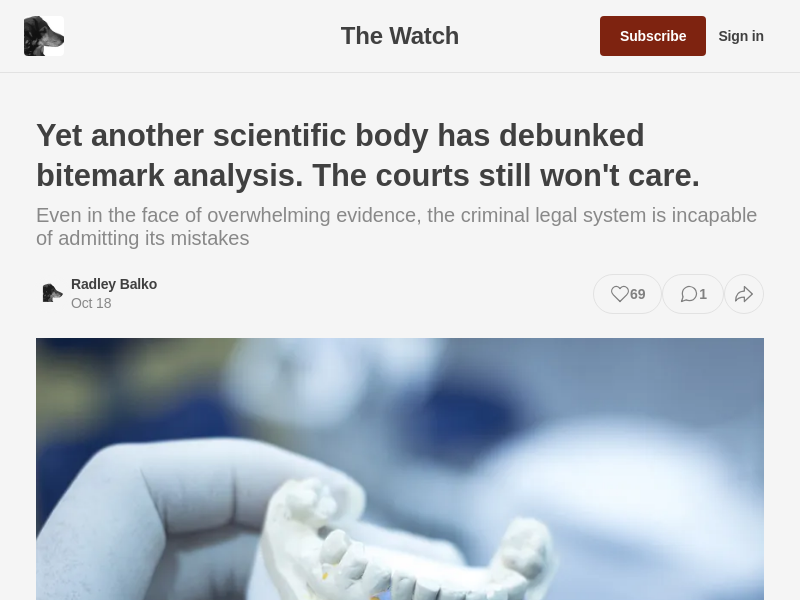 The Watch
Subscribe
Sign in
Yet another scientific body has debunked
bitemark analysis. The courts still won't care.
Even in the face of overwhelming evidence, the criminal legal system is incapable
of admitting its mistakes
Radley Balko
Oct 18
69
1